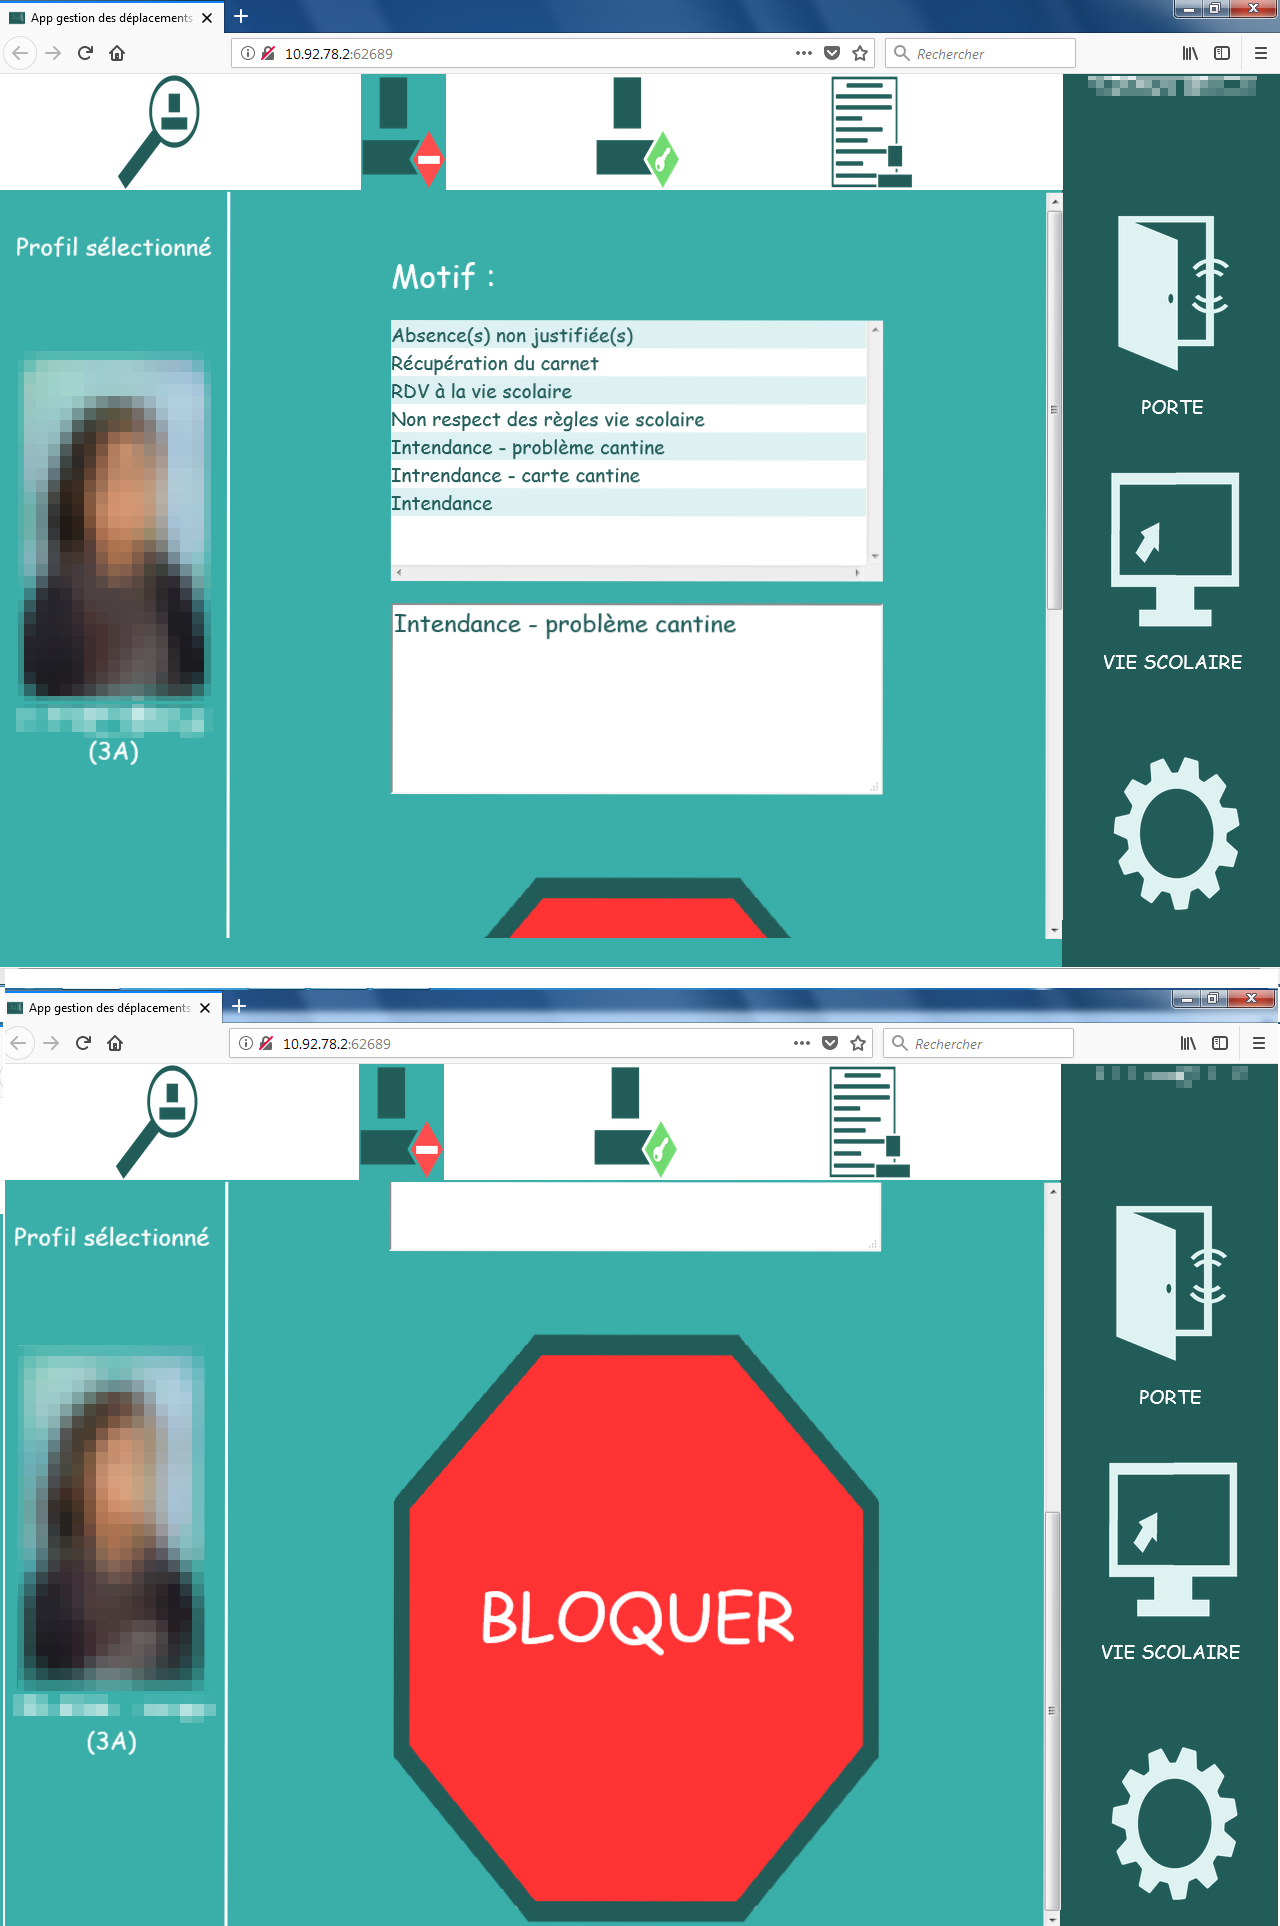 App gestion des déplacements
10.92.78.2:62689
Rechercher
Profil sélectionné
(3A)
Motif :
Absence(s) non justifiée(s)
Récupération du carnet
RDV à la vie scolaire
Non respect des règles vie scolaire
Intendance - problème cantine
Intrendance - carte cantine
Intendance
Intendance - problème cantine
PORTE
VIE SCOLAIRE
App gestion des déplacements
10.92.78.2:62689
Rechercher
Profil sélectionné
(3A)
BLOQUER
PORTE
VIE SCOLAIRE